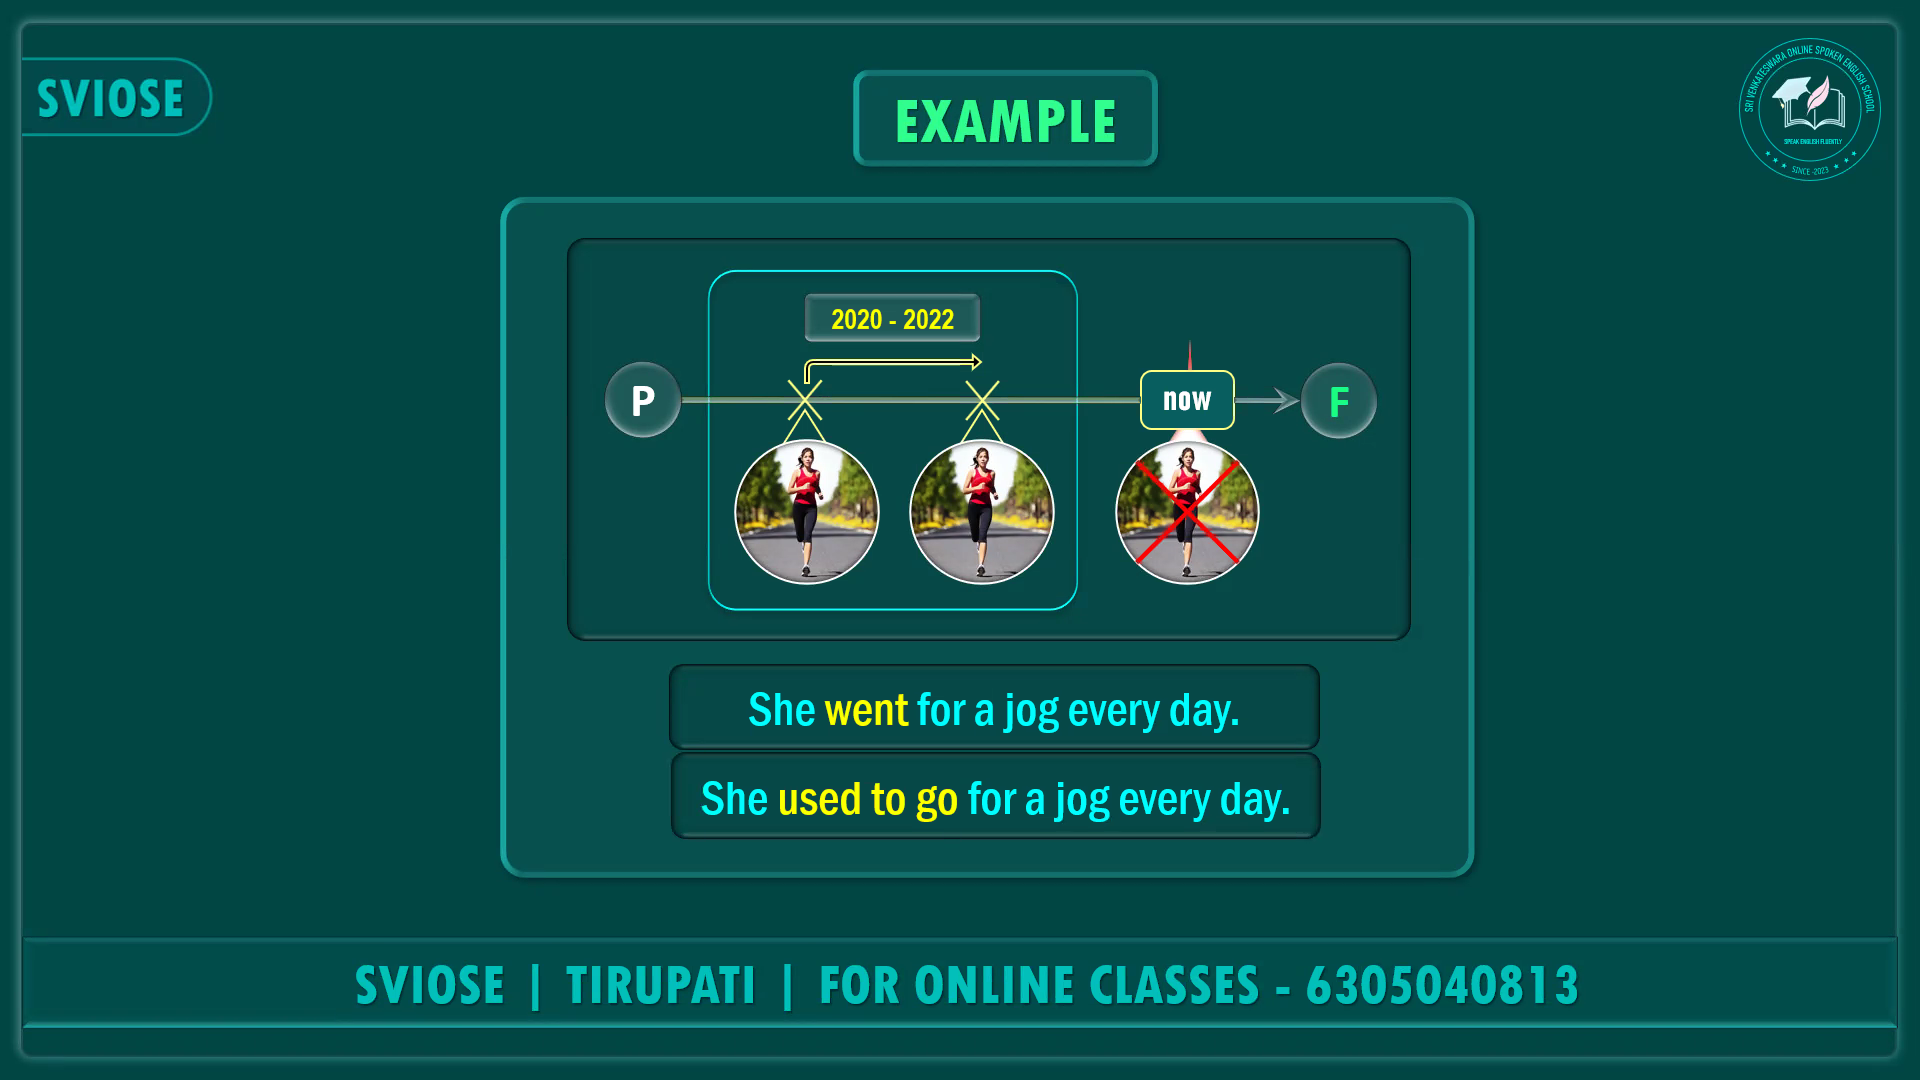 SVIOSE
EXAMPLE
SRI VENKATESWARA ONLINE SPOKEN ENGLISH SCHOOL
SPEAK ENGLISH FLUENTLY
SINCE -2023
2020 - 2022
P
now
F
She went for a jog every day.
She used to go for a jog every day.
SVIOSE | TIRUPATI | FOR ONLINE CLASSES - 6305040813